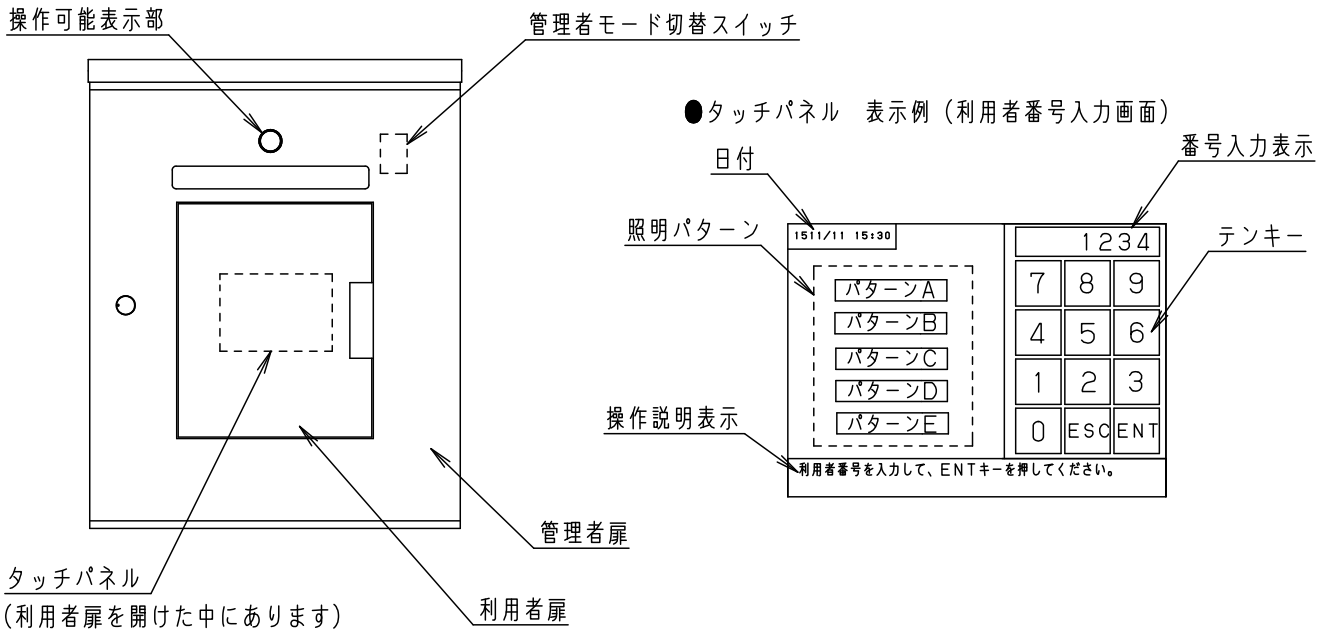 操作可能表示部
管理者モード切替スイッチ
●タッチパネル 表示例（利用者番号入力画面）
日付
番号入力表示
照明パターン
テンキー
1511/11 15:30
1234
パターンA
パターンB
パターンC
パターンD
パターンE
7 8 9
4 5 6
1 2 3
0 ESC ENT
操作説明表示
利用者番号を入力して、ENTキーを押してください。
管理者扉
タッチパネル
（利用者扉を開けた中にあります）
利用者扉